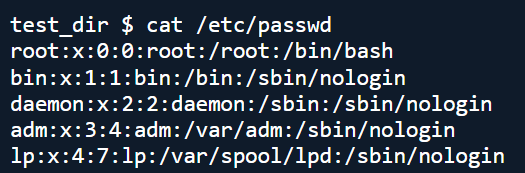 test_dir $ cat /etc/passwd
root:x:0:0:root:/root:/bin/bash
bin:x:1:1:bin:/bin:/sbin/nologin
daemon:x:2:2:daemon:/sbin:/sbin/nologin
adm:x:3:4:adm:/var/adm:/sbin/nologin
lp:x:4:7:lp:/var/spool/lpd:/sbin/nologin